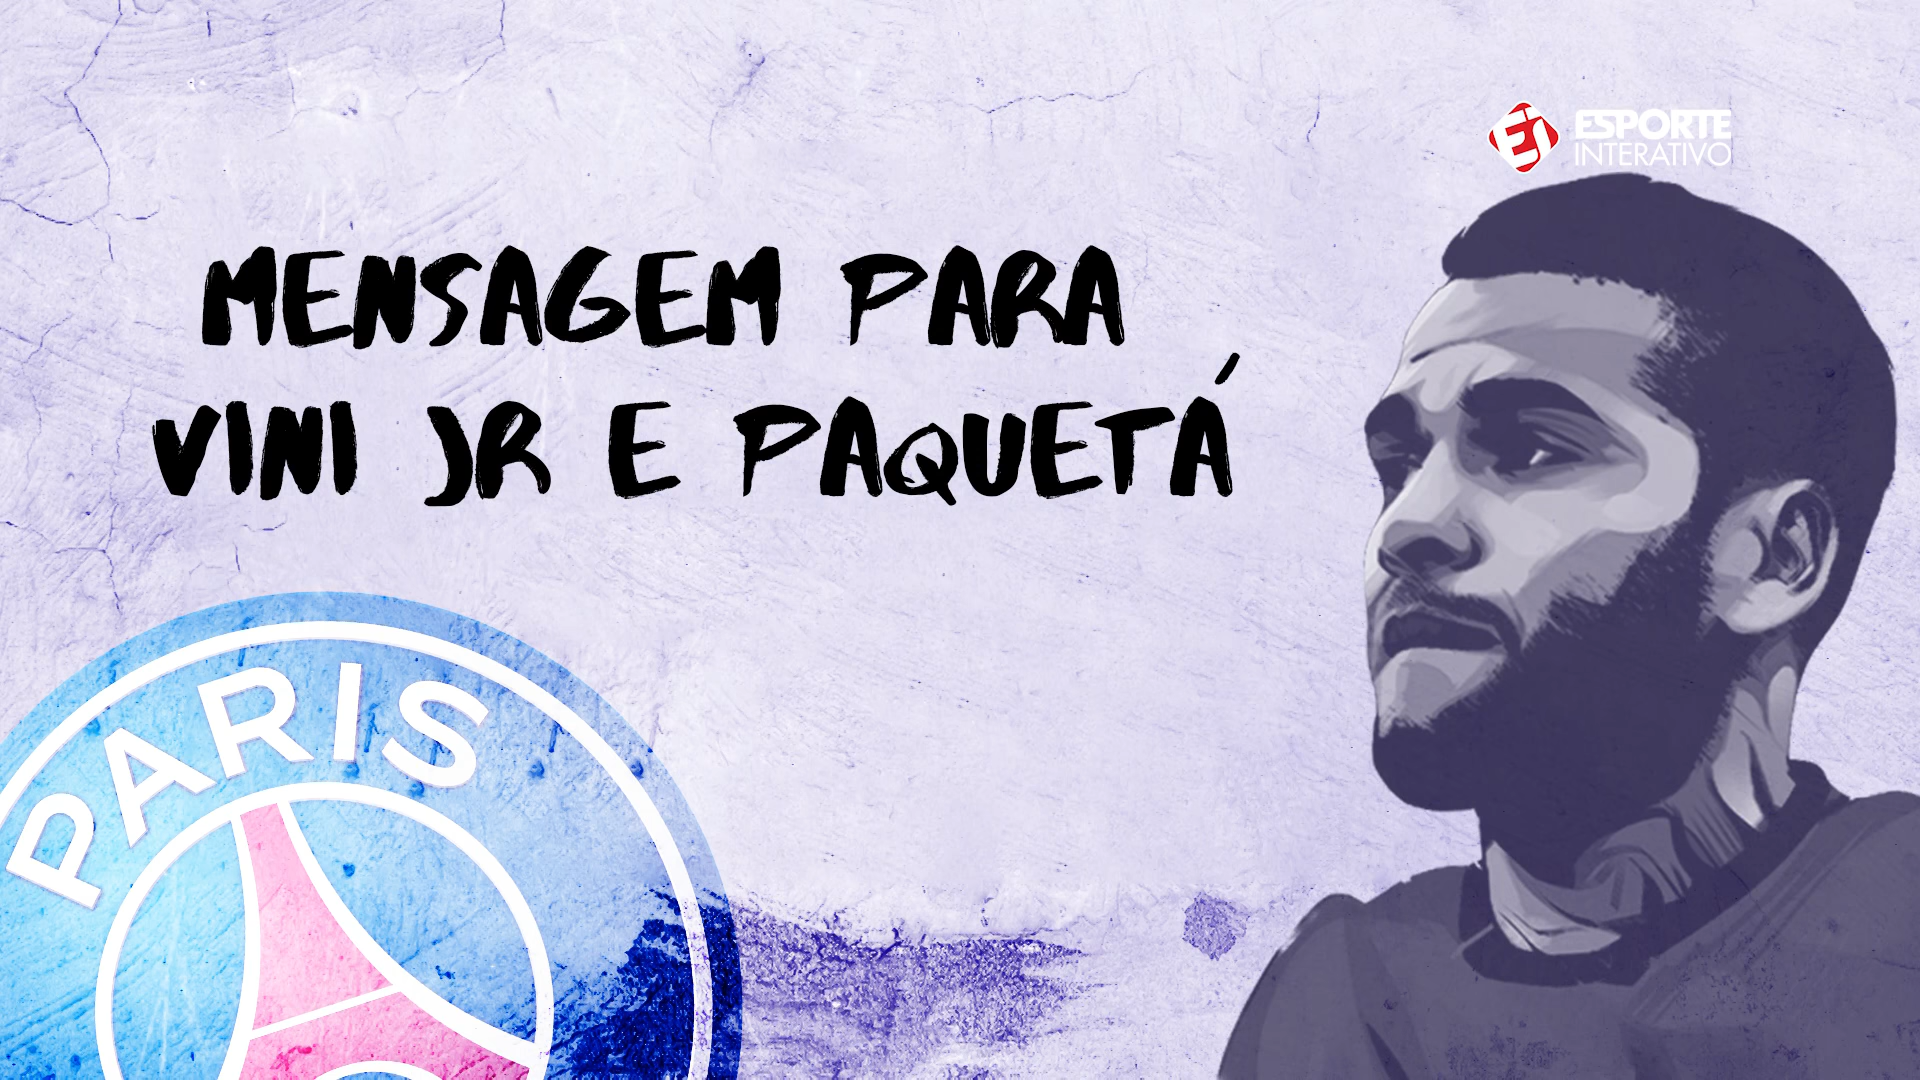 ESPORTE
INTERATIVO
MENSAGEM PARA
VINI JR E PAQUETÁ
PARIS